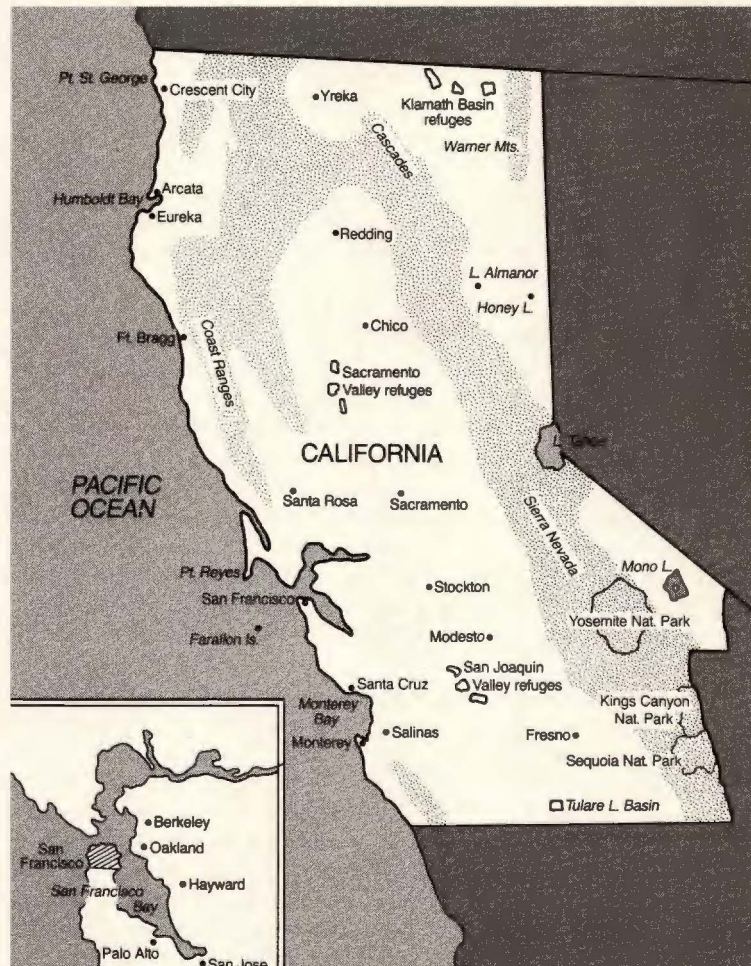 Pt. St. George
Crescent City
Yreka
Klamath Basin
refuges
Cascades
Warner Mts.
Humboldt Bay
Arcata
Eureka
Redding
L. Almanor
Honey L.
Ft. Bragg
Coast Ranges
Chico
Sacramento
Valley refuges
CALIFORNIA
L. Tahoe
PACIFIC
OCEAN
Santa Rosa
Sacramento
Sierra Nevada
Pt. Reyes
Mono L.
San Francisco
Stockton
Yosemite Nat. Park
Farallon Is.
Modesto
San Joaquin
Valley refuges
Santa Cruz
Monterey
Bay
Kings Canyon
Nat. Park
Monterey
Salinas
Fresno
Sequoia Nat. Park
Tulare L. Basin
Berkeley
San
Francisco
Oakland
San Francisco
Bay
Hayward
Palo Alto
San Jose